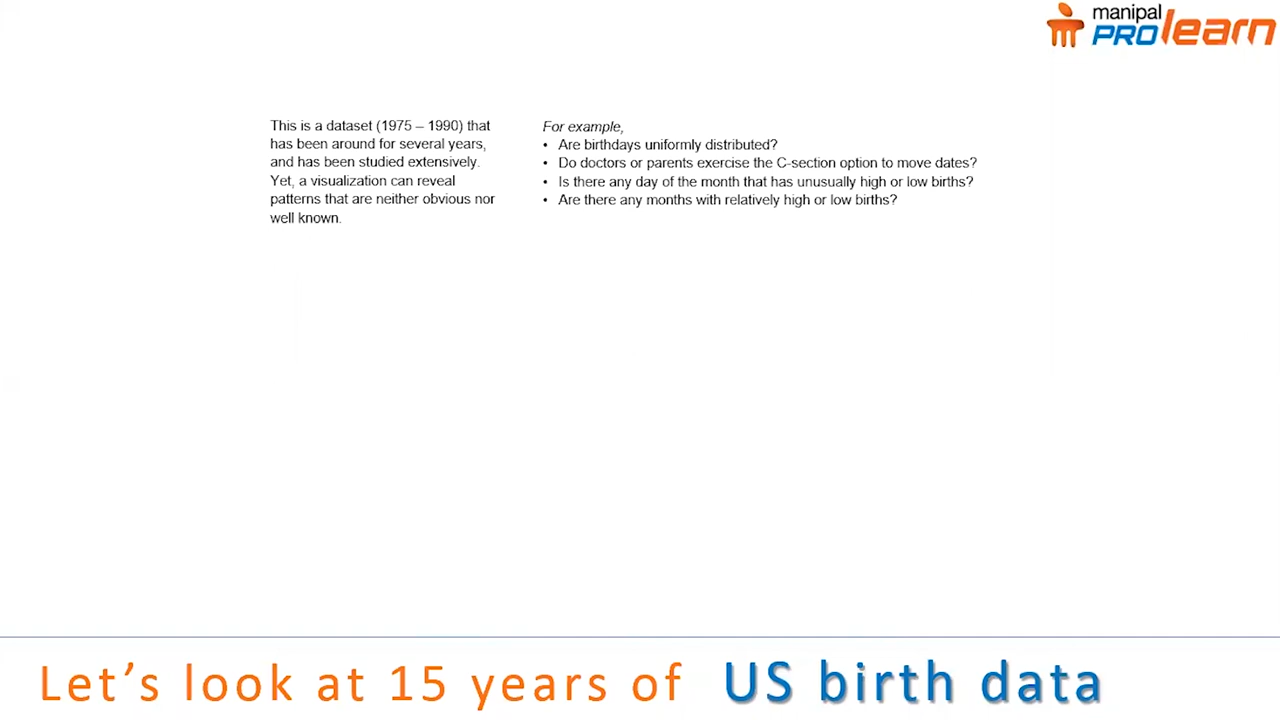 manipal
PROlearn
This is a dataset (1975 – 1990) that
has been around for several years,
and has been studied extensively.
Yet, a visualization can reveal
patterns that are neither obvious nor
well known.
For example,
• Are birthdays uniformly distributed?
• Do doctors or parents exercise the C-section option to move dates?
• Is there any day of the month that has unusually high or low births?
• Are there any months with relatively high or low births?
Let's look at 15 years of US birth data